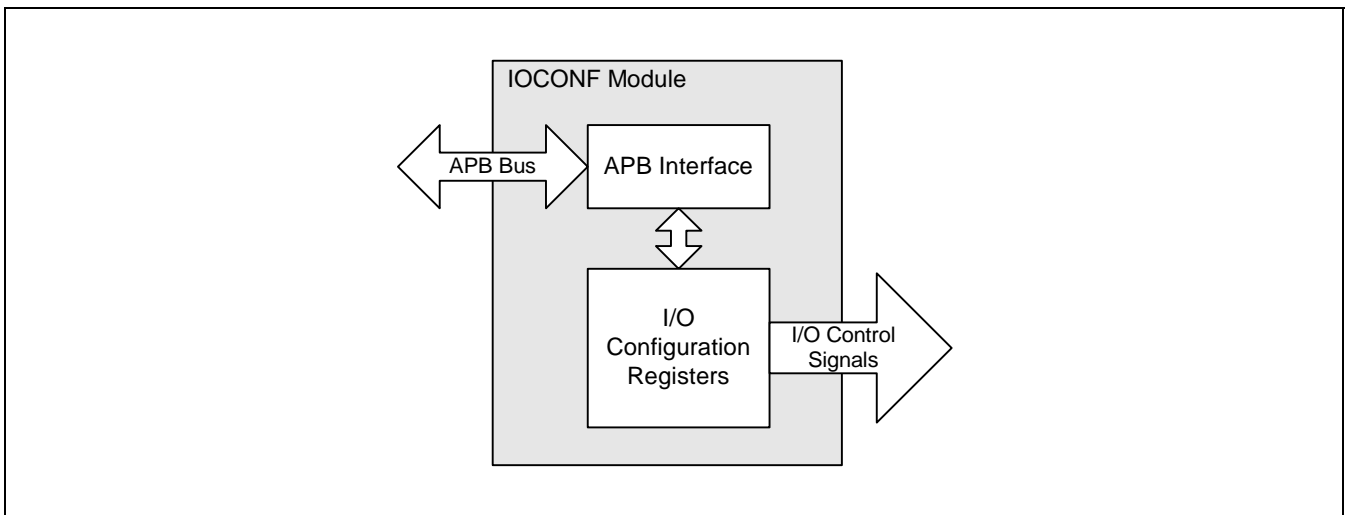 IOCONF Module
APB Bus
APB Interface
I/O
Configuration
Registers
I/O Control
Signals